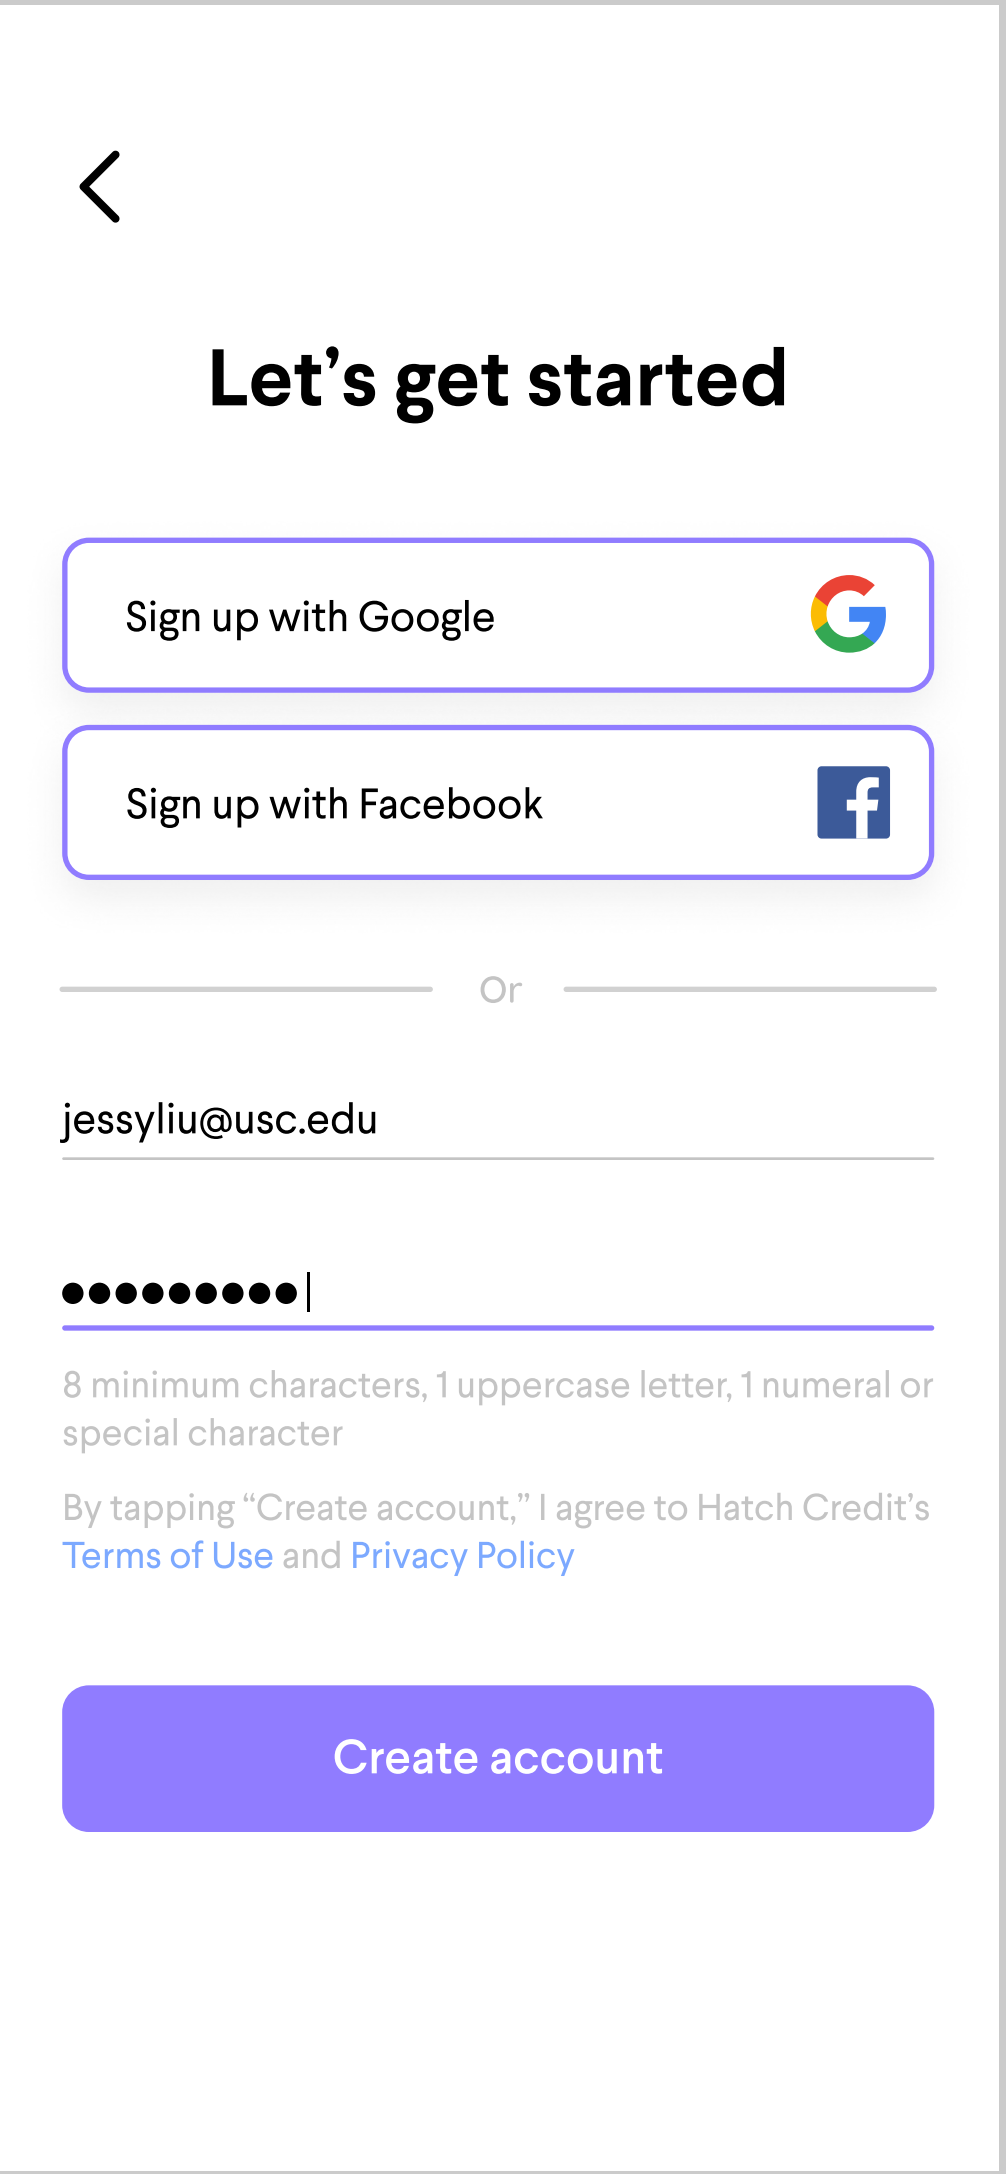 Let’s get started
Sign up with Google
Sign up with Facebook
Or
jessyliu@usc.edu
●●●●●●●●●
8 minimum characters, 1 uppercase letter, 1 numeral or
special character
By tapping “Create account,” I agree to Hatch Credit’s
Terms of Use and Privacy Policy
Create account